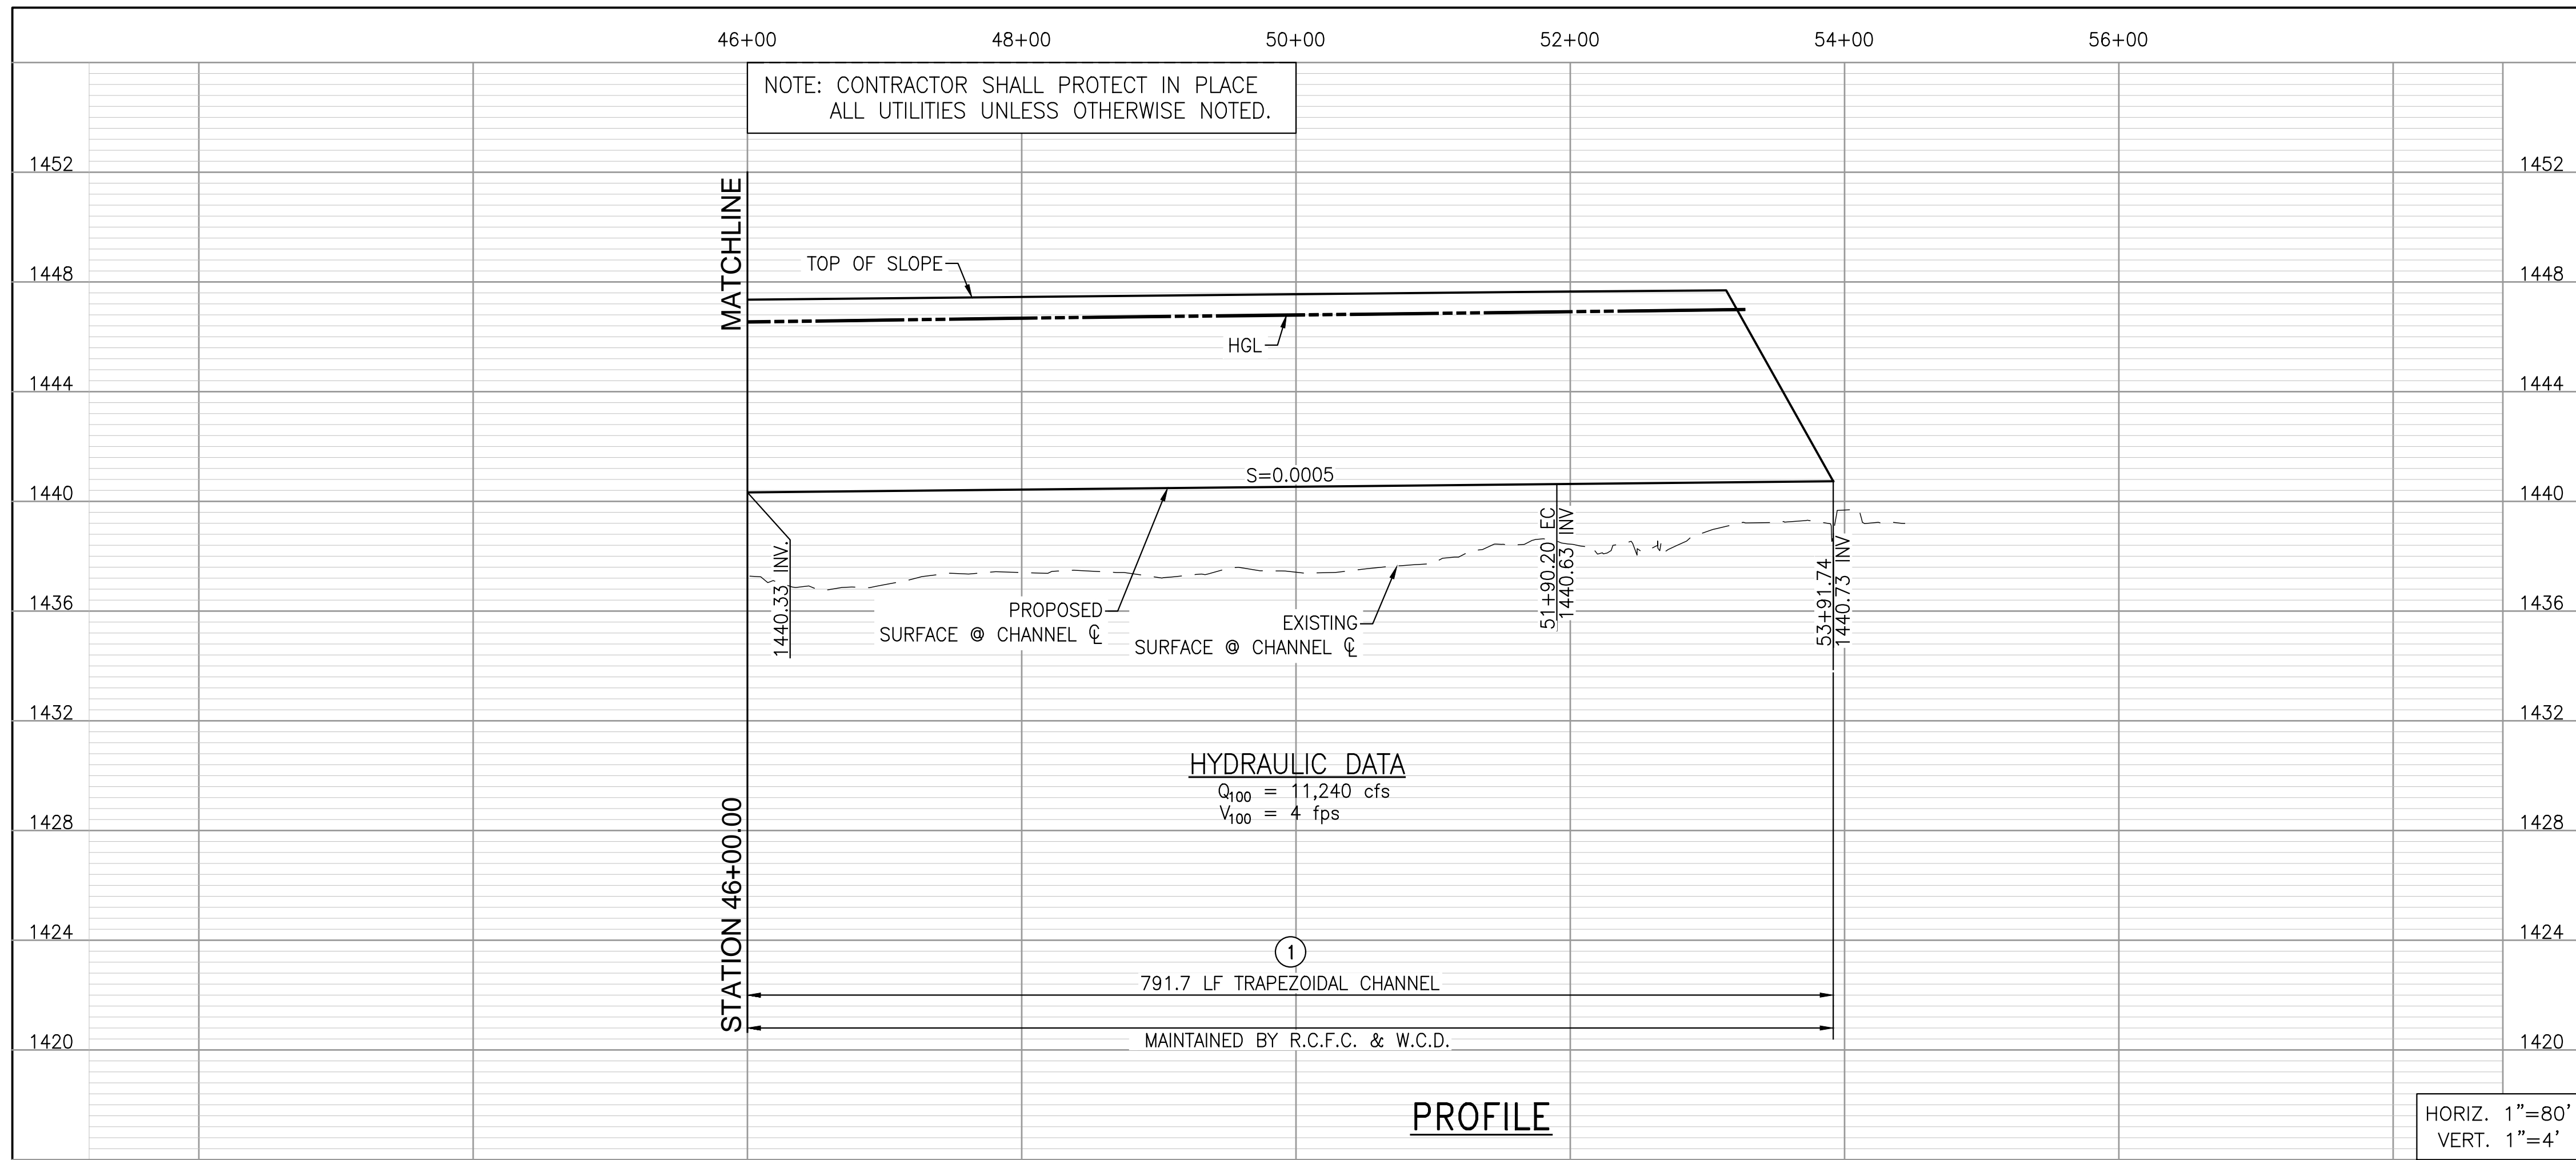 46+00 48+00 50+00 52+00 54+00 56+00
NOTE: CONTRACTOR SHALL PROTECT IN PLACE
ALL UTILITIES UNLESS OTHERWISE NOTED.
1452 1452
MATCHLINE
TOP OF SLOPE
1448 1448
HGL
1444 1444
S=0.0005
1440 1440
1440.33 INV.
51+90.20 EC
1440.63 INV
53+91.74
1440.73 INV
PROPOSED
SURFACE @ CHANNEL ℄
EXISTING
SURFACE @ CHANNEL ℄
1436 1436
1432 1432
HYDRAULIC DATA
Q100 = 11,240 cfs
V100 = 4 fps
1428 1428
STATION 46+00.00
1424 1424
1
791.7 LF TRAPEZOIDAL CHANNEL
MAINTAINED BY R.C.F.C. & W.C.D.
1420 1420
PROFILE
HORIZ. 1"=80'
VERT. 1"=4'